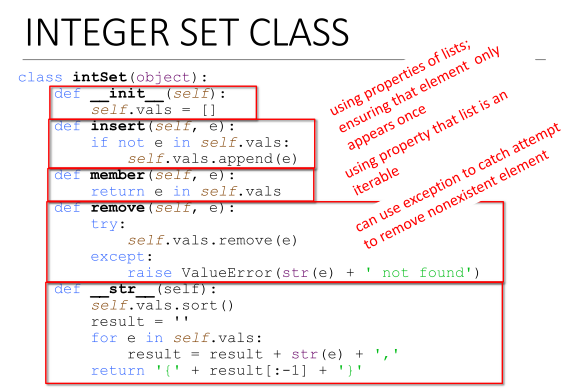 INTEGER SET CLASS
class intSet(object):
    def __init__(self):
        self.vals = []
    def insert(self, e):
        if not e in self.vals:
            self.vals.append(e)
    def member(self, e):
        return e in self.vals
    def remove(self, e):
        try:
            self.vals.remove(e)
        except:
            raise ValueError(str(e) + ' not found')
    def __str__(self):
        self.vals.sort()
        result = ''
        for e in self.vals:
            result = result + str(e) + ','
        return '{' + result[:-1] + '}'
using properties of lists;
ensuring that element only
appears once
using property that list is an
iterable
can use exception to catch attempt
to remove nonexistent element